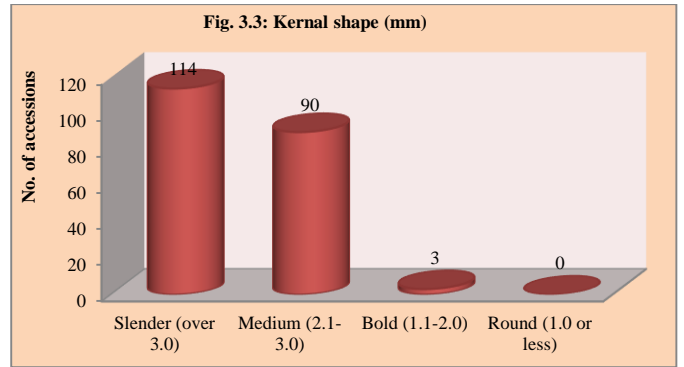 Fig. 3.3: Kernal shape (mm)
No. of accessions
120
100
80
60
40
20
0
114
90
3
0
Slender (over
3.0)
Medium (2.1-
3.0)
Bold (1.1-2.0)
Round (1.0 or
less)